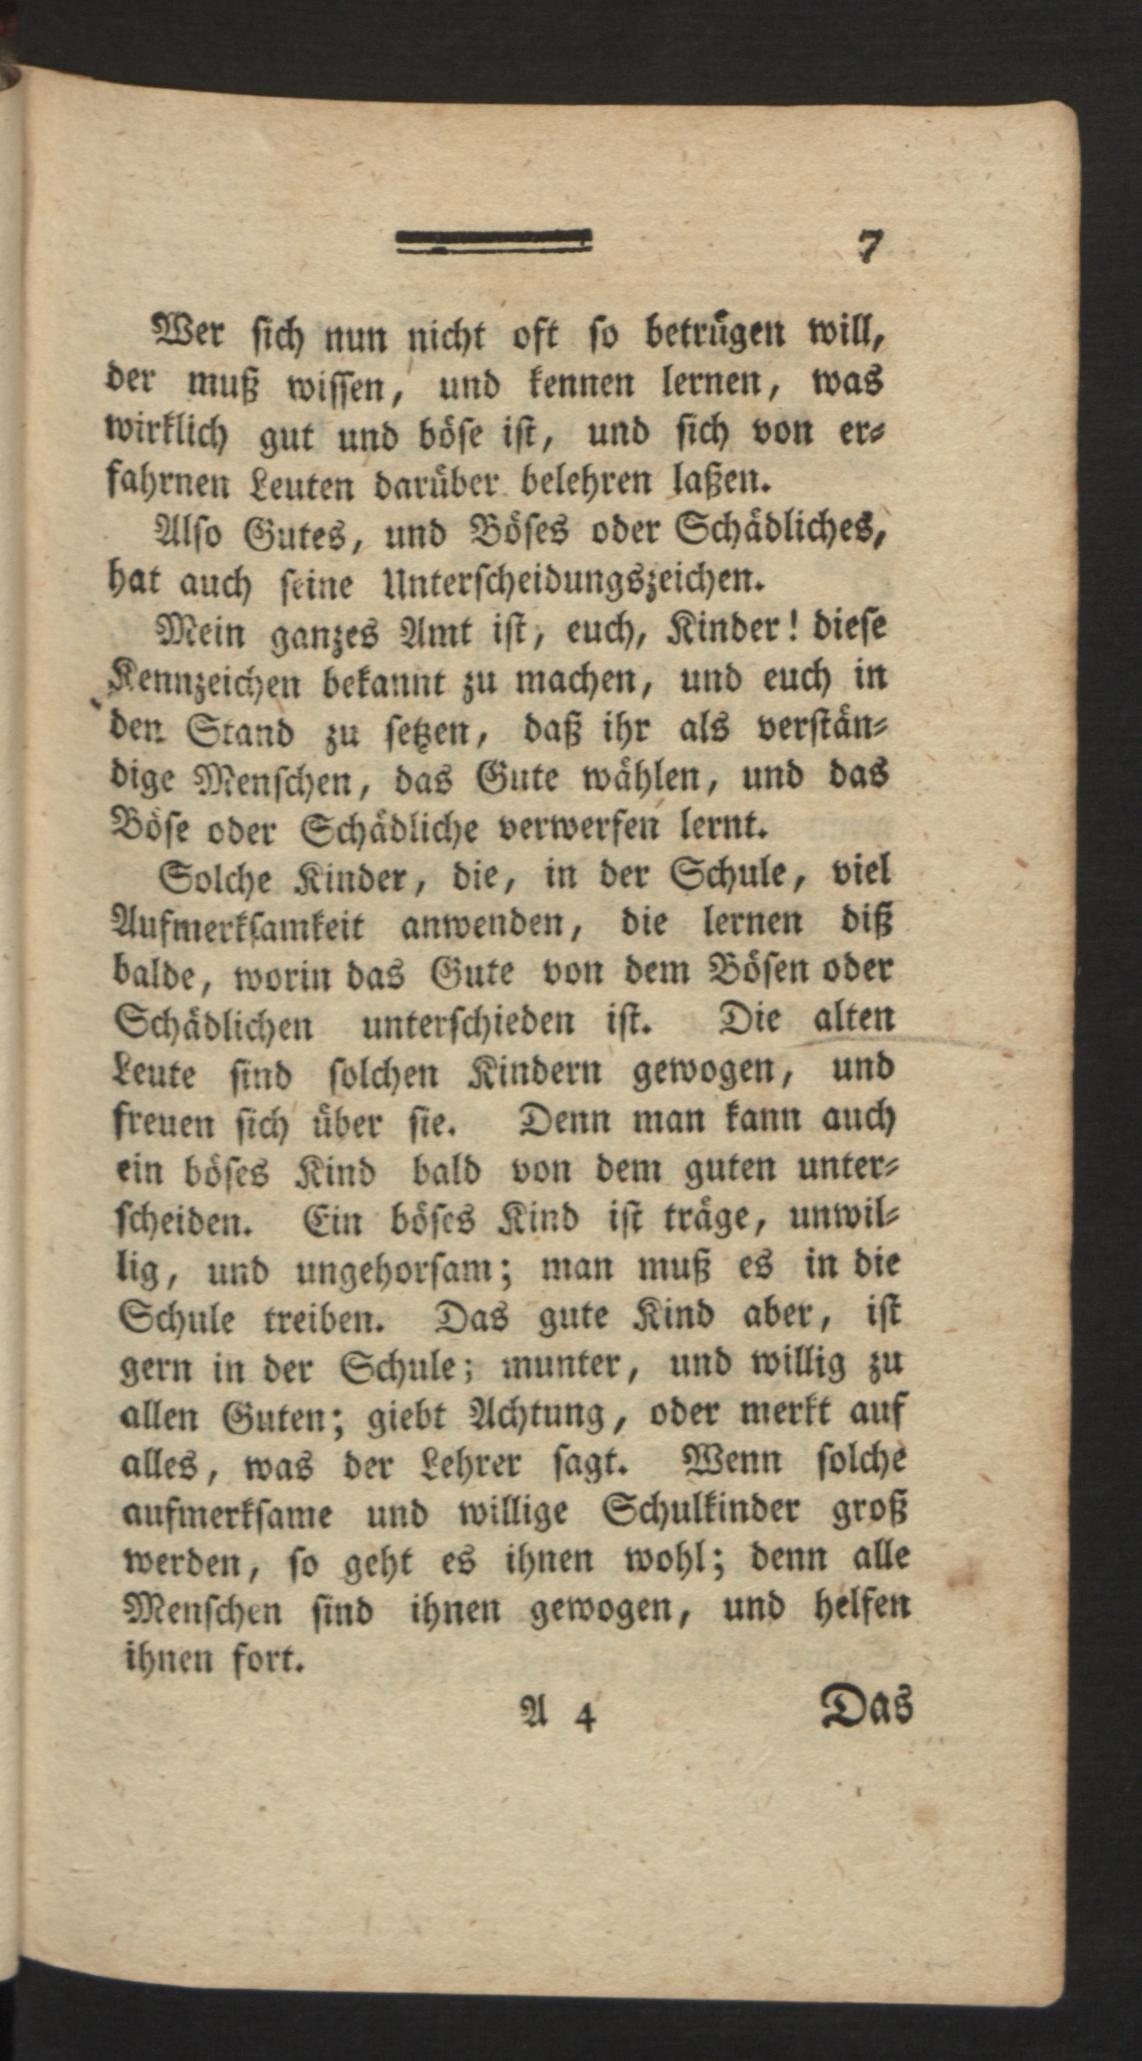 7
Wer sich nun nicht oft so betrügen will,
der muß wissen, und kennen lernen, was
wirklich gut und böse ist, und sich von er-
fahrnen Leuten darüber belehren laßen.
Also Gutes, und Böses oder Schädliches,
hat auch seine Unterscheidungszeichen.
Mein ganzes Amt ist, euch, Kinder! diese
Kennzeichen bekannt zu machen, und euch in
den Stand zu setzen, daß ihr als verstän-
dige Menschen, das Gute wählen, und das
Böse oder Schädliche verwerfen lernt.
Solche Kinder, die, in der Schule, viel
Aufmerksamkeit anwenden, die lernen diß
balde, worin das Gute von dem Bösen oder
Schädlichen unterschieden ist. Die alten
Leute sind solchen Kindern gewogen, und
freuen sich über sie. Denn man kann auch
ein böses Kind bald von dem guten unter-
scheiden. Ein böses Kind ist träge, unwil-
lig, und ungehorsam; man muß es in die
Schule treiben. Das gute Kind aber, ist
gern in der Schule; munter, und willig zu
allen Guten; giebt Achtung, oder merkt auf
alles, was der Lehrer sagt. Wenn solche
aufmerksame und willige Schulkinder groß
werden, so geht es ihnen wohl; denn alle
Menschen sind ihnen gewogen, und helfen
ihnen fort.
A 4 Das